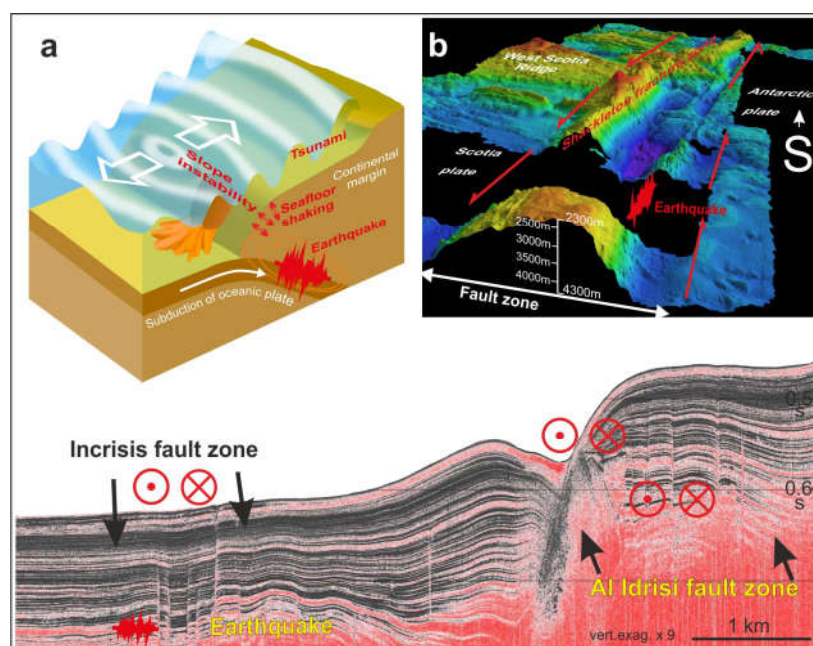 a
Tsunami
Slope
instability
Continental
margin
Seafloor
shaking
Earthquake
Subduction of oceanic plate
b
West Scotia
Ridge
Shackleton fracture
Antarctic
plate
S
Scotia
plate
Earthquake
2300m
2500m
3000m
3500m
4000m
4300m
Fault zone
Incrisis fault zone
0.5
s
0.6
s
Al Idrisi fault zone
Earthquake
vert.exag. x 9
1 km